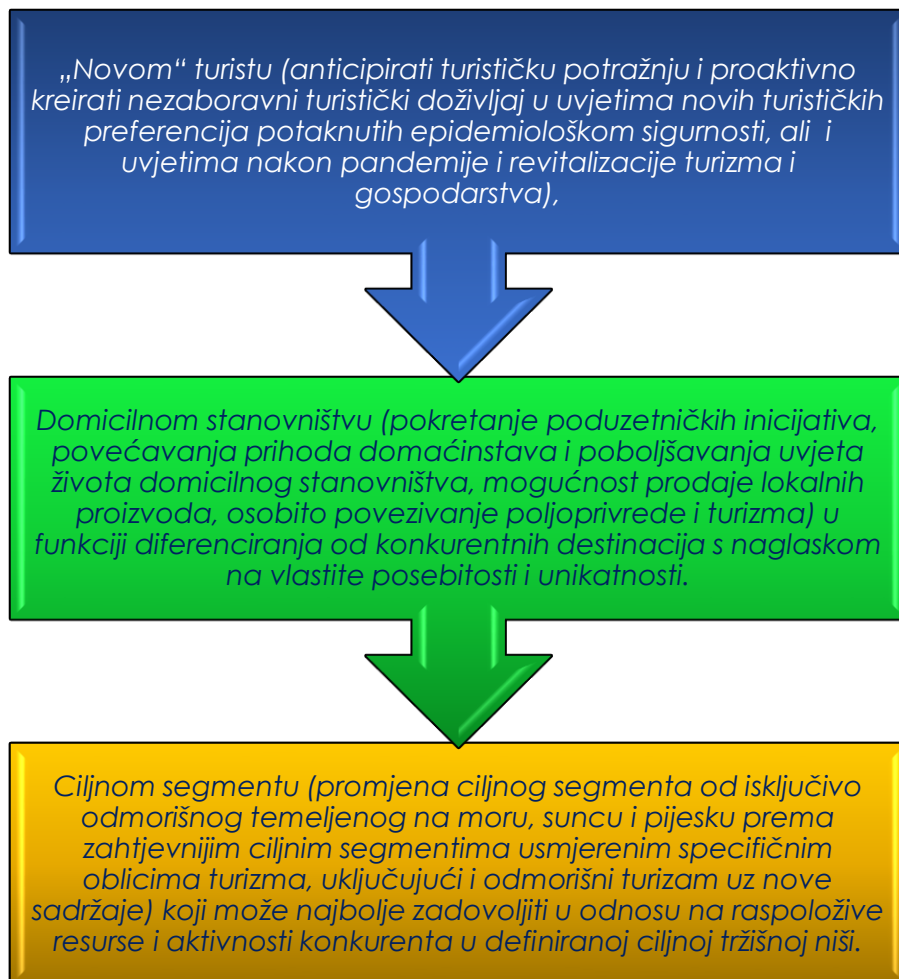 „Novom“ turistu (anticipirati turističku potražnju i proaktivno
kreirati nezaboravni turistički doživljaj u uvjetima novih turističkih
preferencija potaknutih epidemiološkom sigurnosti, ali i
uvjetima nakon pandemije i revitalizacije turizma i
gospodarstva),
Domicilnom stanovništvu (pokretanje poduzetničkih inicijativa,
povećavanja prihoda domaćinstava i poboljšavanja uvjeta
života domicilnog stanovništva, mogućnost prodaje lokalnih
proizvoda, osobito povezivanje poljoprivrede i turizma) u
funkciji diferenciranja od konkurentnih destinacija s naglaskom
na vlastite posebitosti i unikatnosti.
Ciljnom segmentu (promjena ciljnog segmenta od isključivo
odmorišnog temeljenog na moru, suncu i pijesku prema
zahtjevnijim ciljnim segmentima usmjerenim specifičnim
oblicima turizma, uključujući i odmorišni turizam uz nove
sadržaje) koji može najbolje zadovoljiti u odnosu na raspoložive
resurse i aktivnosti konkurenta u definiranoj ciljnoj tržišnoj niši.